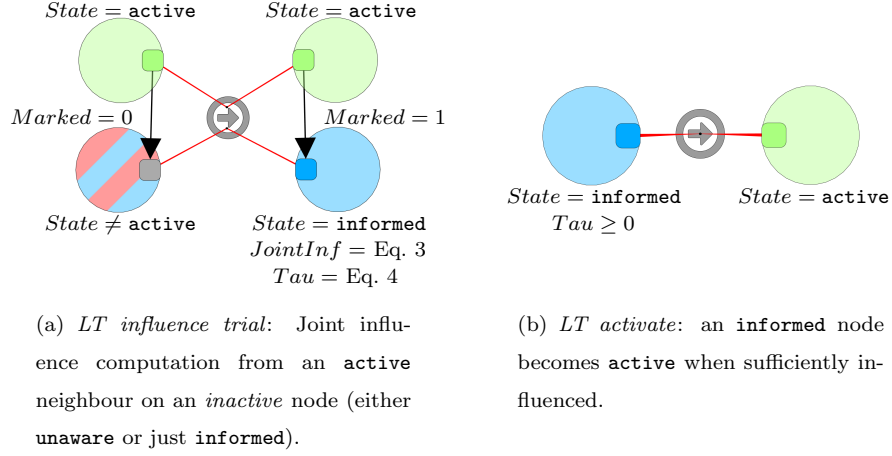 State = active
State = active
Marked = 0
Marked = 1
State ≠ active
State = informed
JointInf = Eq. 3
Tau = Eq. 4
State = informed
Tau ≥ 0
State = active
(a) LT influence trial: Joint influ-
ence computation from an active
neighbour on an inactive node (either
unaware or just informed).
(b) LT activate: an informed node
becomes active when sufficiently in-
fluenced.